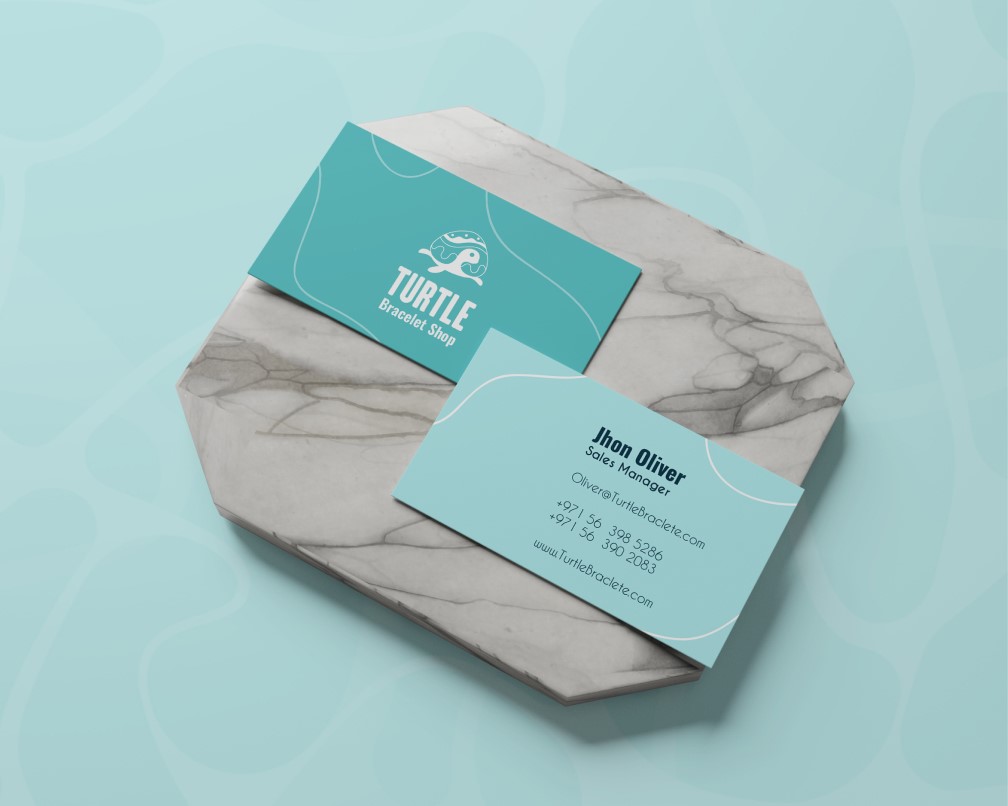 TURTLE
Bracelet Shop
Jhon Oliver
Sales Manager
Oliver@TurtleBraclete.com
+971 56 398 5286
+971 56 390 2083
www.TurtleBraclete.com